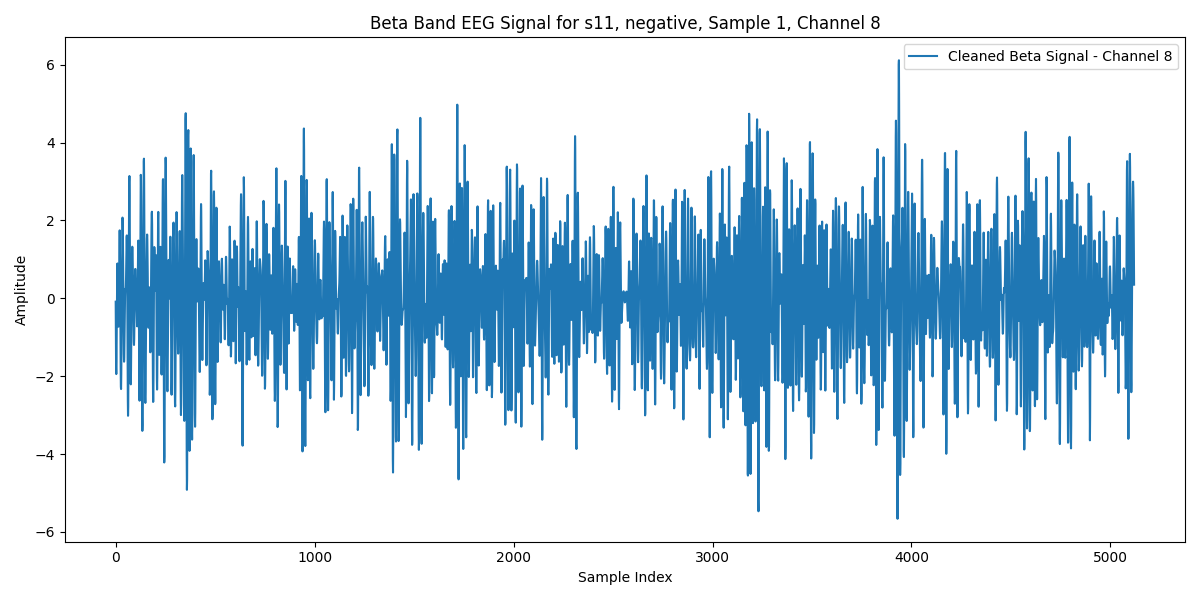 Beta Band EEG Signal for s11, negative, Sample 1, Channel 8
Cleaned Beta Signal - Channel 8
Amplitude
6
4
2
0
−2
−4
−6
0 1000 2000 3000 4000 5000
Sample Index